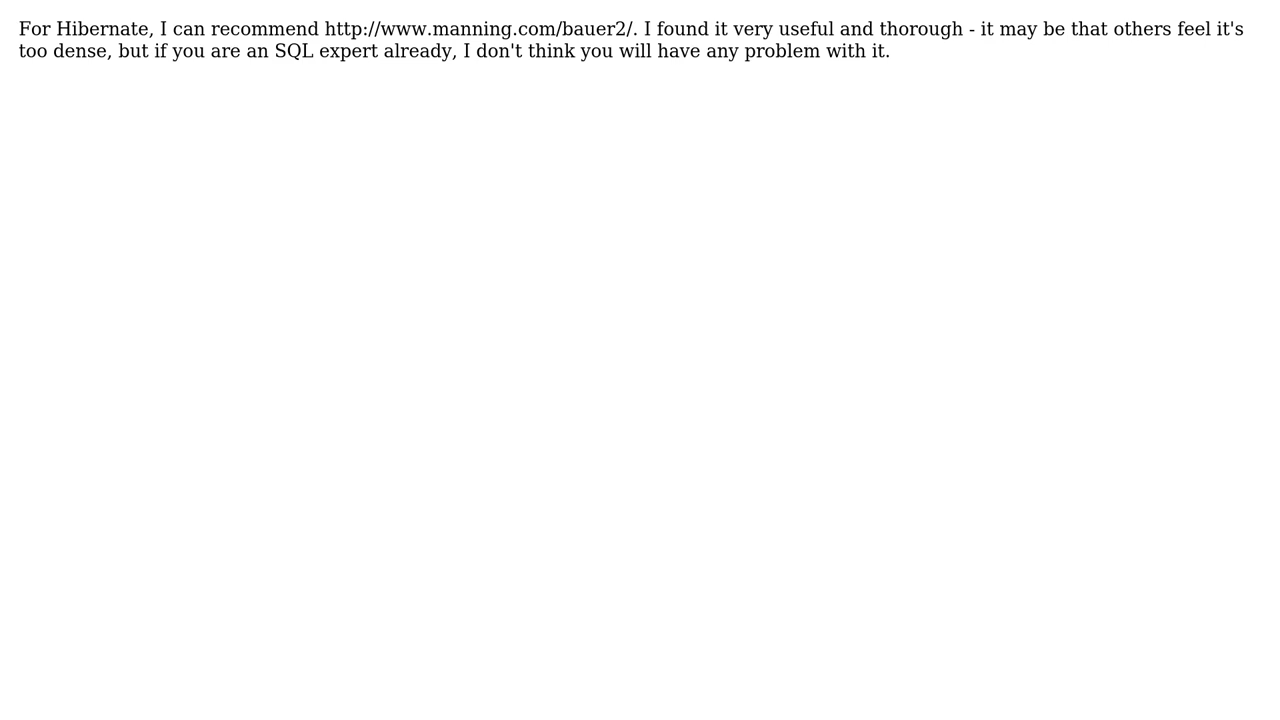 For Hibernate, I can recommend http://www.manning.com/bauer2/. I found it very useful and thorough - it may be that others feel it's
too dense, but if you are an SQL expert already, I don't think you will have any problem with it.